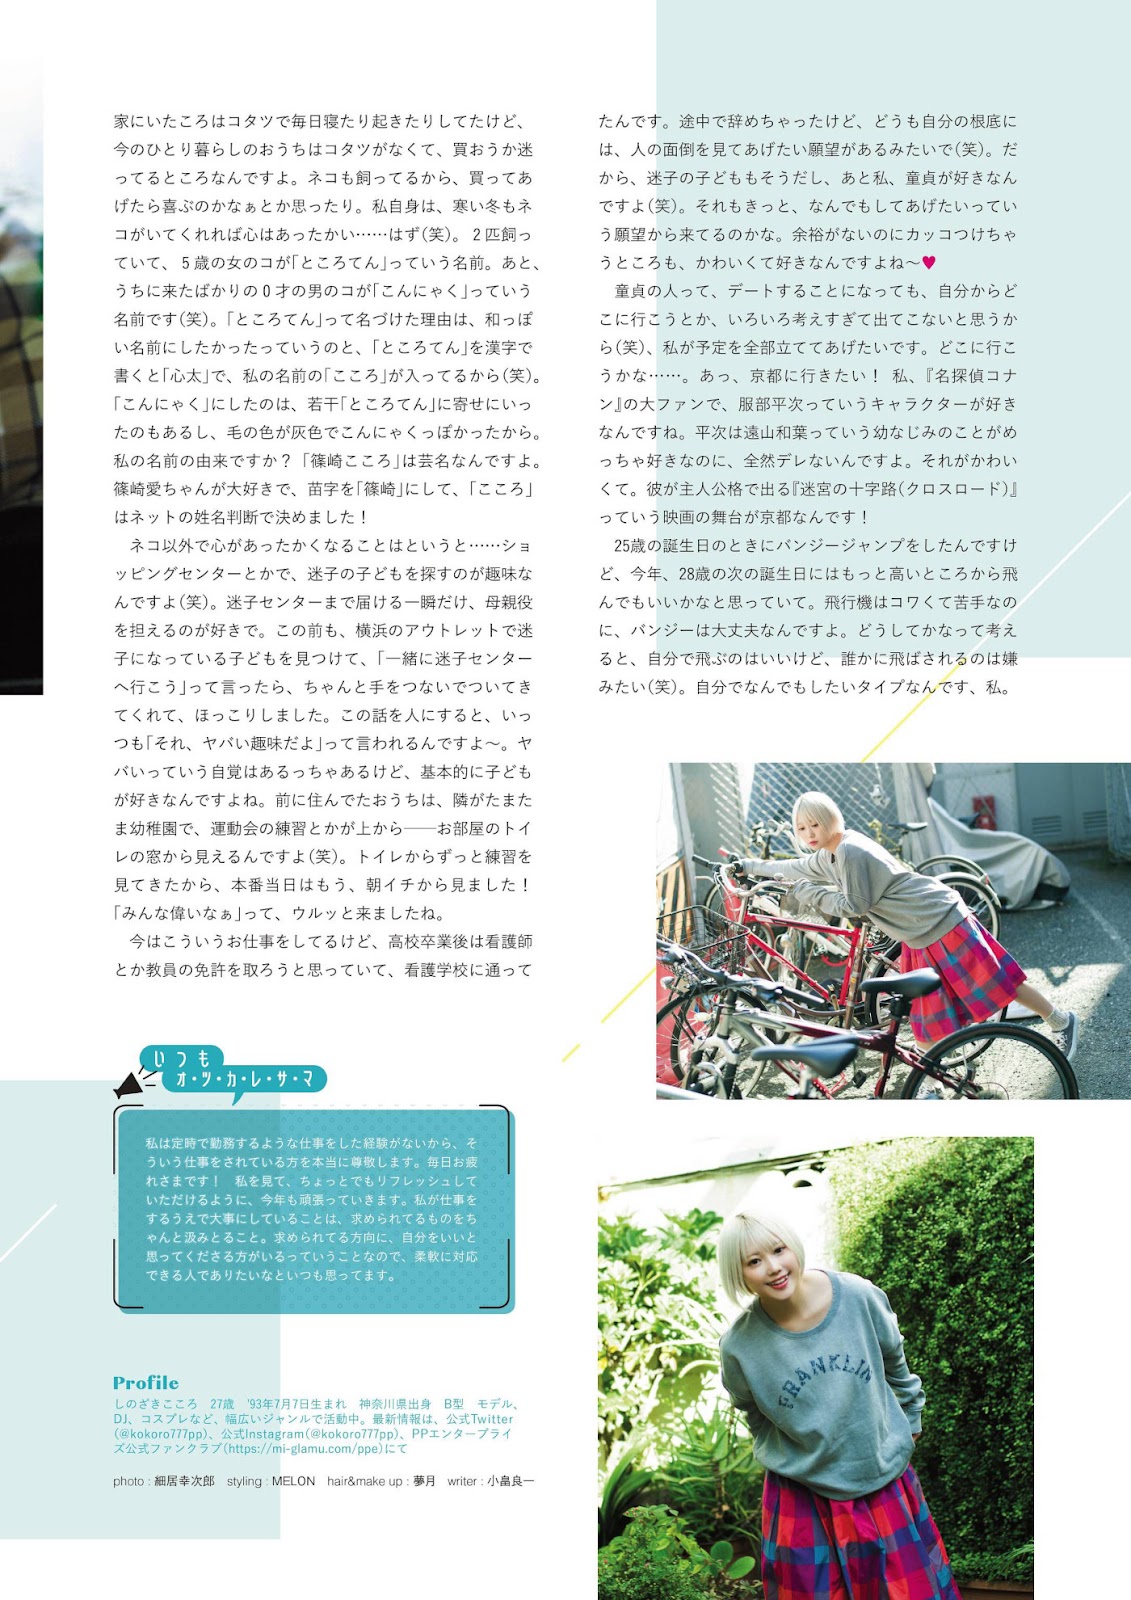 家にいたころはコタツで毎日寝たり起きたりしてたけど、
今のひとり暮らしのおうちはコタツがなくて、買おうか迷
ってるところなんですよ。ネコも飼ってるから、買ってあ
げたら喜ぶのかなぁとか思ったり。私自身は、寒い冬もネ
コがいてくれれば心はあったかい……はず(笑)。2匹飼っ
ていて、5歳の女のコが「ところてん」っていう名前。あと、
うちに来たばかりの0才の男のコが「こんにゃく」っていう
名前です(笑)。「ところてん」って名づけた理由は、和っぽ
い名前にしたかったっていうのと、「ところてん」を漢字で
書くと「心太」で、私の名前の「こころ」が入ってるから(笑)。
「こんにゃく」にしたのは、若干「ところてん」に寄せにいっ
たのもあるし、毛の色が灰色でこんにゃくっぽかったから。
私の名前の由来ですか？「篠崎こころ」は芸名なんですよ。
篠崎愛ちゃんが大好きで、苗字を「篠崎」にして、「こころ」
はネットの姓名判断で決めました！
　ネコ以外で心があったかくなることはというと……ショ
ッピングセンターとかで、迷子の子どもを探すのが趣味な
んですよ(笑)。迷子センターまで届ける一瞬だけ、母親役
を担えるのが好きで。この前も、横浜のアウトレットで迷
子になっている子どもを見つけて、「一緒に迷子センター
へ行こう」って言ったら、ちゃんと手をつないでついてき
てくれて、ほっこりしました。この話を人にすると、いっ
つも「それ、ヤバい趣味だよ」って言われるんですよ〜。ヤ
バいっていう自覚はあるっちゃあるけど、基本的に子ども
が好きなんですよね。前に住んでたおうちは、隣がたまた
ま幼稚園で、運動会の練習とかが上から──お部屋のトイ
レの窓から見えるんですよ(笑)。トイレからずっと練習を
見てきたから、本番当日はもう、朝イチから見ました！
「みんな偉いなぁ」って、ウルッと来ましたね。
　今はこういうお仕事をしてるけど、高校卒業後は看護師
とか教員の免許を取ろうと思っていて、看護学校に通って
たんです。途中で辞めちゃったけど、どうも自分の根底に
は、人の面倒を見てあげたい願望があるみたいで(笑)。だ
から、迷子の子どももそうだし、あと私、童貞が好きなん
ですよ(笑)。それもきっと、なんでもしてあげたいってい
う願望から来てるのかな。余裕がないのにカッコつけちゃ
うところも、かわいくて好きなんですよね〜♥
　童貞の人って、デートすることになっても、自分からど
こに行こうとか、いろいろ考えすぎて出てこないと思うか
ら(笑)、私が予定を全部立ててあげたいです。どこに行こ
うかな……。あっ、京都に行きたい！ 私、『名探偵コナ
ン』の大ファンで、服部平次っていうキャラクターが好き
なんですね。平次は遠山和葉っていう幼なじみのことがめ
っちゃ好きなのに、全然デレないんですよ。それがかわい
くて。彼が主人公格で出る『迷宮の十字路(クロスロード)』
っていう映画の舞台が京都なんです！
　25歳の誕生日のときにバンジージャンプをしたんですけ
ど、今年、28歳の次の誕生日にはもっと高いところから飛
んでもいいかなと思っていて。飛行機はコワくて苦手なの
に、バンジーは大丈夫なんですよ。どうしてかなって考え
ると、自分で飛ぶのはいいけど、誰かに飛ばされるのは嫌
みたい(笑)。自分でなんでもしたいタイプなんです、私。
いつも
オ・ツ・カ・レ・サ・マ
私は定時で勤務するような仕事をした経験がないから、そ
ういう仕事をされている方を本当に尊敬します。毎日お疲
れさまです！　私を見て、ちょっとでもリフレッシュして
いただけるように、今年も頑張っていきます。私が仕事を
するうえで大事にしていることは、求められてるものをち
ゃんと汲みとること。求められてる方向に、自分をいいと
思ってくださる方がいるっていうことなので、柔軟に対応
できる人でありたいなといつも思ってます。
FRANKLIN
Profile
しのざきこころ　27歳　'93年7月7日生まれ　神奈川県出身　B型　モデル、
DJ、コスプレなど、幅広いジャンルで活動中。最新情報は、公式Twitter
(@kokoro777pp)、公式Instagram(@kokoro777pp)、PPエンタープライ
ズ公式ファンクラブ(https://mi-glamu.com/ppe)にて
photo : 細居幸次郎　styling : MELON　hair&make up : 夢月　writer : 小畠良一